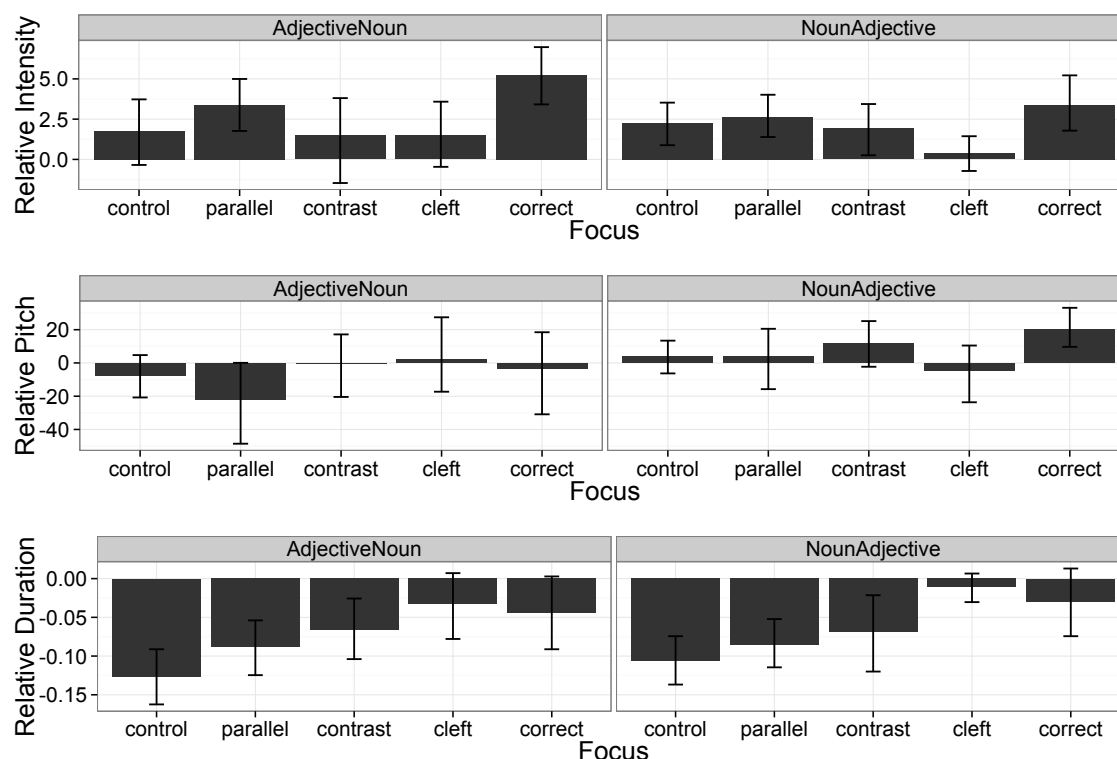 Relative Intensity
AdjectiveNoun NounAdjective
5.0
2.5
0.0
control parallel contrast cleft correct control parallel contrast cleft correct
Focus
Relative Pitch
AdjectiveNoun NounAdjective
20
0
-20
-40
control parallel contrast cleft correct control parallel contrast cleft correct
Focus
Relative Duration
AdjectiveNoun NounAdjective
0.00
-0.05
-0.10
-0.15
control parallel contrast cleft correct control parallel contrast cleft correct
Focus